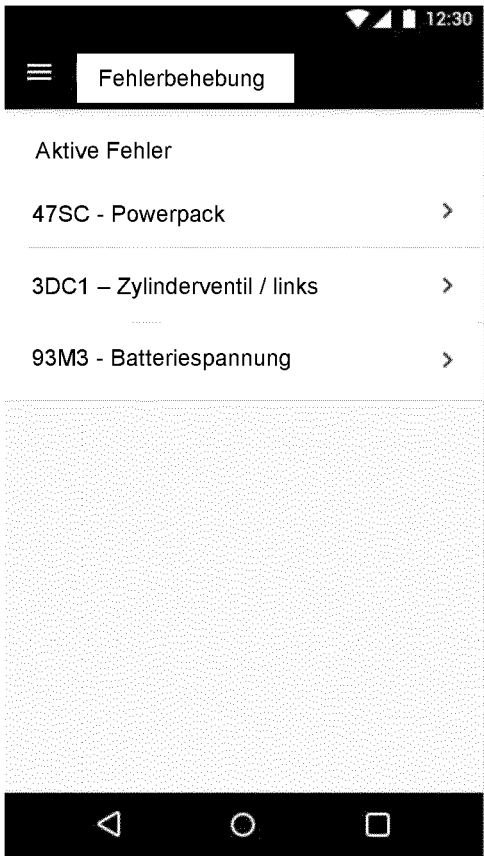 12:30
Fehlerbehebung
Aktive Fehler
47SC - Powerpack
3DC1 – Zylinderventil / links
93M3 - Batteriespannung